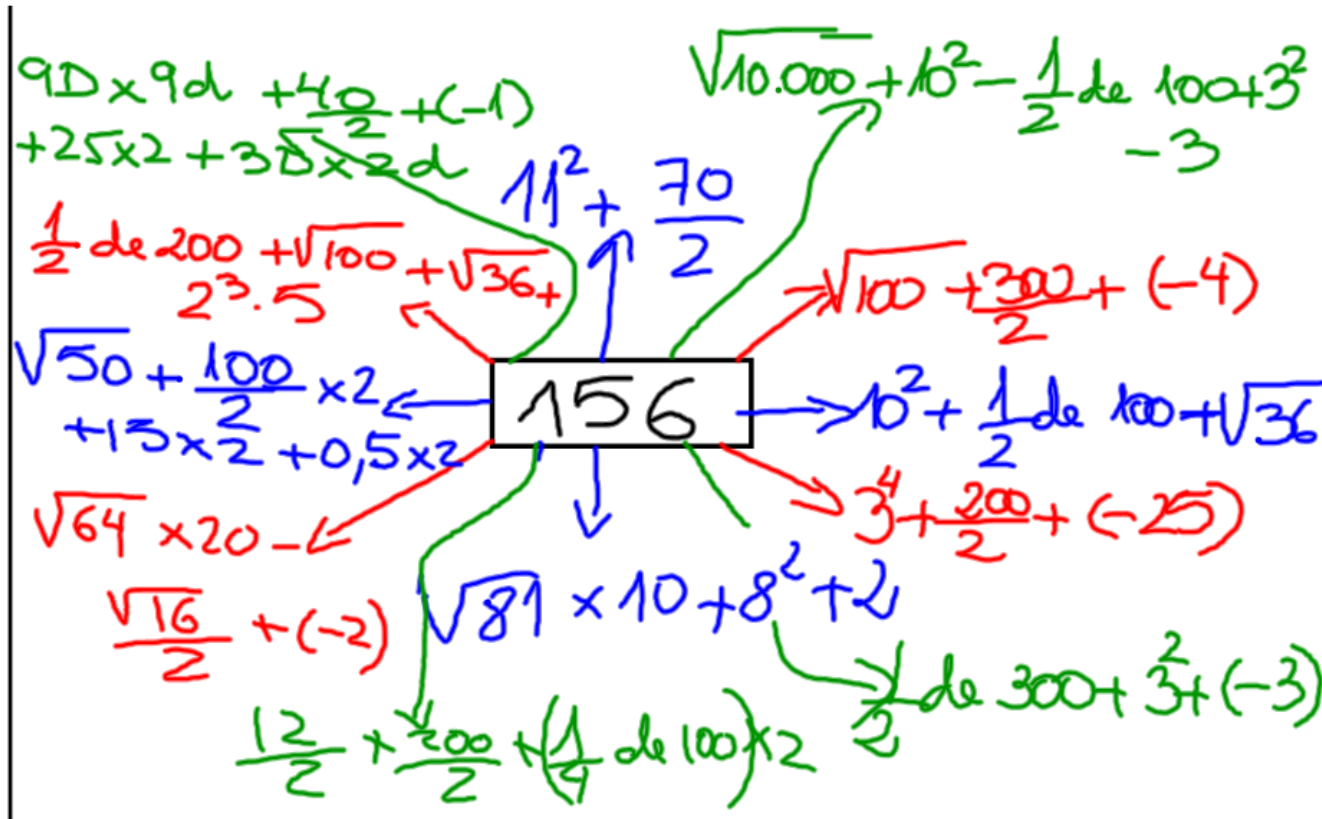 9D x 9d + 40/2 + (-1)
+25x2 + 3D x 2d
√10.000 + 10² - 1/2 de 100 + 3²
- 3
11² + 70/2
1/2 de 200 + √100 + √36 +
2³ · 5
√100 + 300/2 + (-4)
√50 + 100/2 x2
+15x2 + 0,5x2
156
10² + 1/2 de 100 + √36
√64 x20 -
√16/2 + (-2)
3⁴ + 200/2 + (-25)
√81 x 10 + 8² + 2
1/2 de 300 + 3² + (-3)
12/2 + 200/2 + (1/4 de 100) x 2